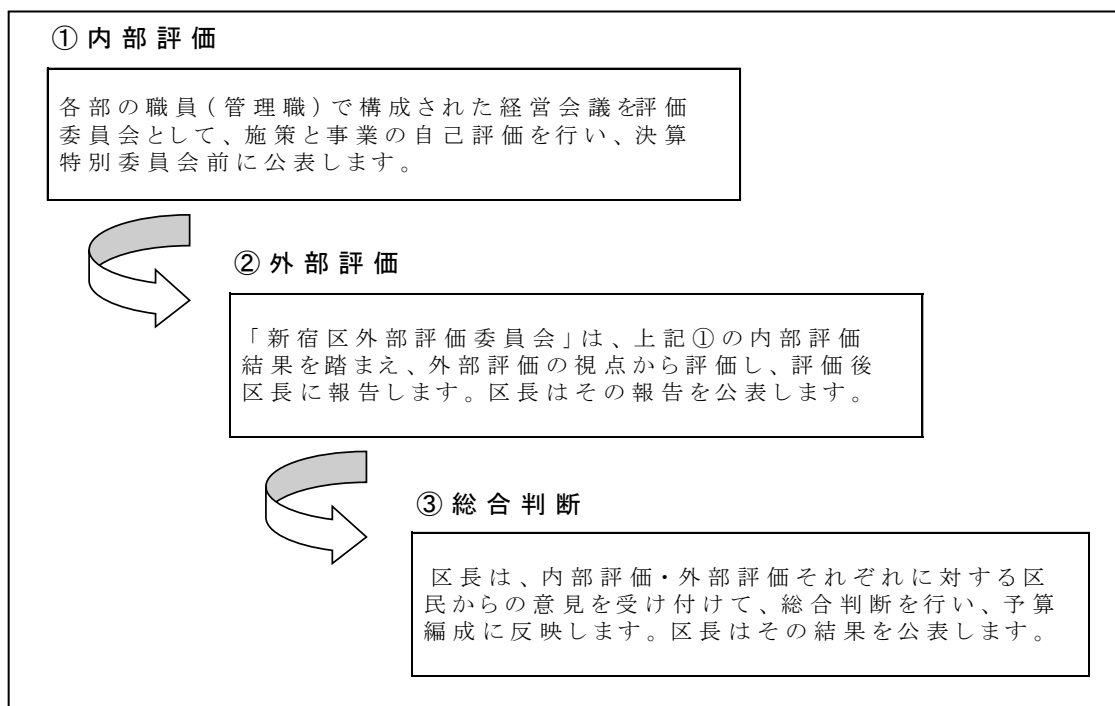 ①内部評価
各部の職員(管理職)で構成された経営会議を評価
委員会として、施策と事業の自己評価を行い、決算
特別委員会前に公表します。
②外部評価
「新宿区外部評価委員会」は、上記①の内部評価
結果を踏まえ、外部評価の視点から評価し、評価後
区長に報告します。区長はその報告を公表します。
③総合判断
区長は、内部評価・外部評価それぞれに対する区
民からの意見を受け付けて、総合判断を行い、予算
編成に反映します。区長はその結果を公表します。